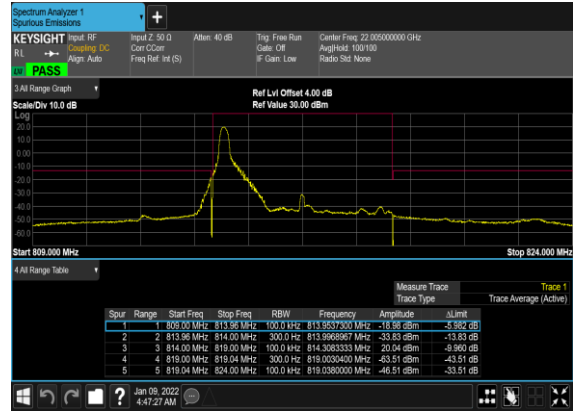 Spectrum Analyzer 1
Spurious Emissions
+
KEYSIGHT Input: RF Input Z: 50 Ω Atten: 40 dB Trig: Free Run Center Freq: 22.005000000 GHz
RL Coupling: DC Corr CCorr Gate: Off Avg|Hold: 100/100
Align: Auto Freq Ref: Int (S) IF Gain: Low Radio Std: None
LM PASS
3 All Range Graph
Scale/Div 10.0 dB Ref Lvl Offset 4.00 dB
Ref Value 30.00 dBm
Log
20.0
10.0
0.00
-10.0
-20.0
-30.0
-40.0
-50.0
-60.0
Start 809.000 MHz Stop 824.000 MHz
4 All Range Table
Measure Trace Trace 1
Trace Type Trace Average (Active)
Spur Range Start Freq Stop Freq RBW Frequency Amplitude ΔLimit
1 1 809.00 MHz 813.96 MHz 100.0 kHz 813.9537300 MHz -18.98 dBm -5.982 dB
2 2 813.96 MHz 814.00 MHz 300.0 Hz 813.9968967 MHz -33.83 dBm -13.83 dB
3 3 814.00 MHz 819.00 MHz 100.0 kHz 814.3083333 MHz 20.04 dBm -9.960 dB
4 4 819.00 MHz 819.04 MHz 300.0 Hz 819.0030400 MHz -63.51 dBm -43.51 dB
5 5 819.04 MHz 824.00 MHz 100.0 kHz 819.0380000 MHz -46.51 dBm -33.51 dB
? Jan 09, 2022
4:47:27 AM